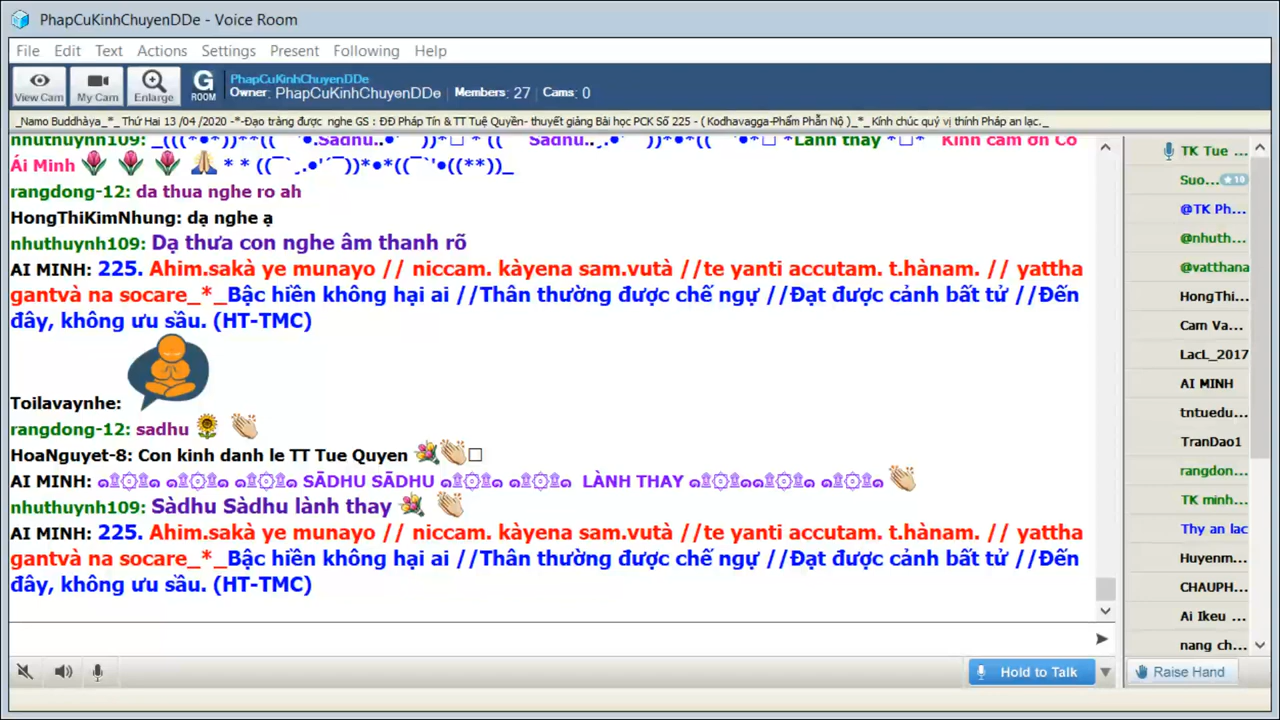 PhapCuKinhChuyenDDe - Voice Room
File Edit Text Actions Settings Present Following Help
View Cam My Cam Enlarge G ROOM
PhapCuKinhChuyenDDe
Owner: PhapCuKinhChuyenDDe Members: 27 Cams: 0
_Namo Buddhàya_*_ Thứ Hai 13 /04 /2020 -*-Đạo tràng được nghe GS : ĐĐ Pháp Tín & TT Tuệ Quyền- thuyết giảng Bài học PCK Số 225 - ( Kodhavagga-Phẩm Phẫn Nộ )_*_ Kính chúc quý vị thính Pháp an lạc._
nhuthuynh109: Sadhu Sadhu Lành thay Kính cám ơn Cô
Ái Minh
rangdong-12: da thua nghe ro ah
HongThiKimNhung: dạ nghe ạ
nhuthuynh109: Dạ thưa con nghe âm thanh rõ
AI MINH: 225. Ahim.sakà ye munayo // niccam. kàyena sam.vutà //te yanti accutam. t.hànam. // yattha
gantvà na socare_*_Bậc hiền không hại ai //Thân thường được chế ngự //Đạt được cảnh bất tử //Đến
đây, không ưu sầu. (HT-TMC)
Toilavaynhe:
rangdong-12: sadhu
HoaNguyet-8: Con kinh danh le TT Tue Quyen
AI MINH: SĀDHU SĀDHU LÀNH THAY
nhuthuynh109: Sàdhu Sàdhu lành thay
AI MINH: 225. Ahim.sakà ye munayo // niccam. kàyena sam.vutà //te yanti accutam. t.hànam. // yattha
gantvà na socare_*_Bậc hiền không hại ai //Thân thường được chế ngự //Đạt được cảnh bất tử //Đến
đây, không ưu sầu. (HT-TMC)
TK Tue ...
Suo... 10
@TK Ph...
@nhuth...
@vatthana
HongThi...
Cam Va...
LacL_2017
AI MINH
tntuedu...
TranDao1
rangdon...
TK minh...
Thy an lac
Huyenm...
CHAUPH...
Ai Ikeu ...
nang ch...
Hold to Talk
Raise Hand